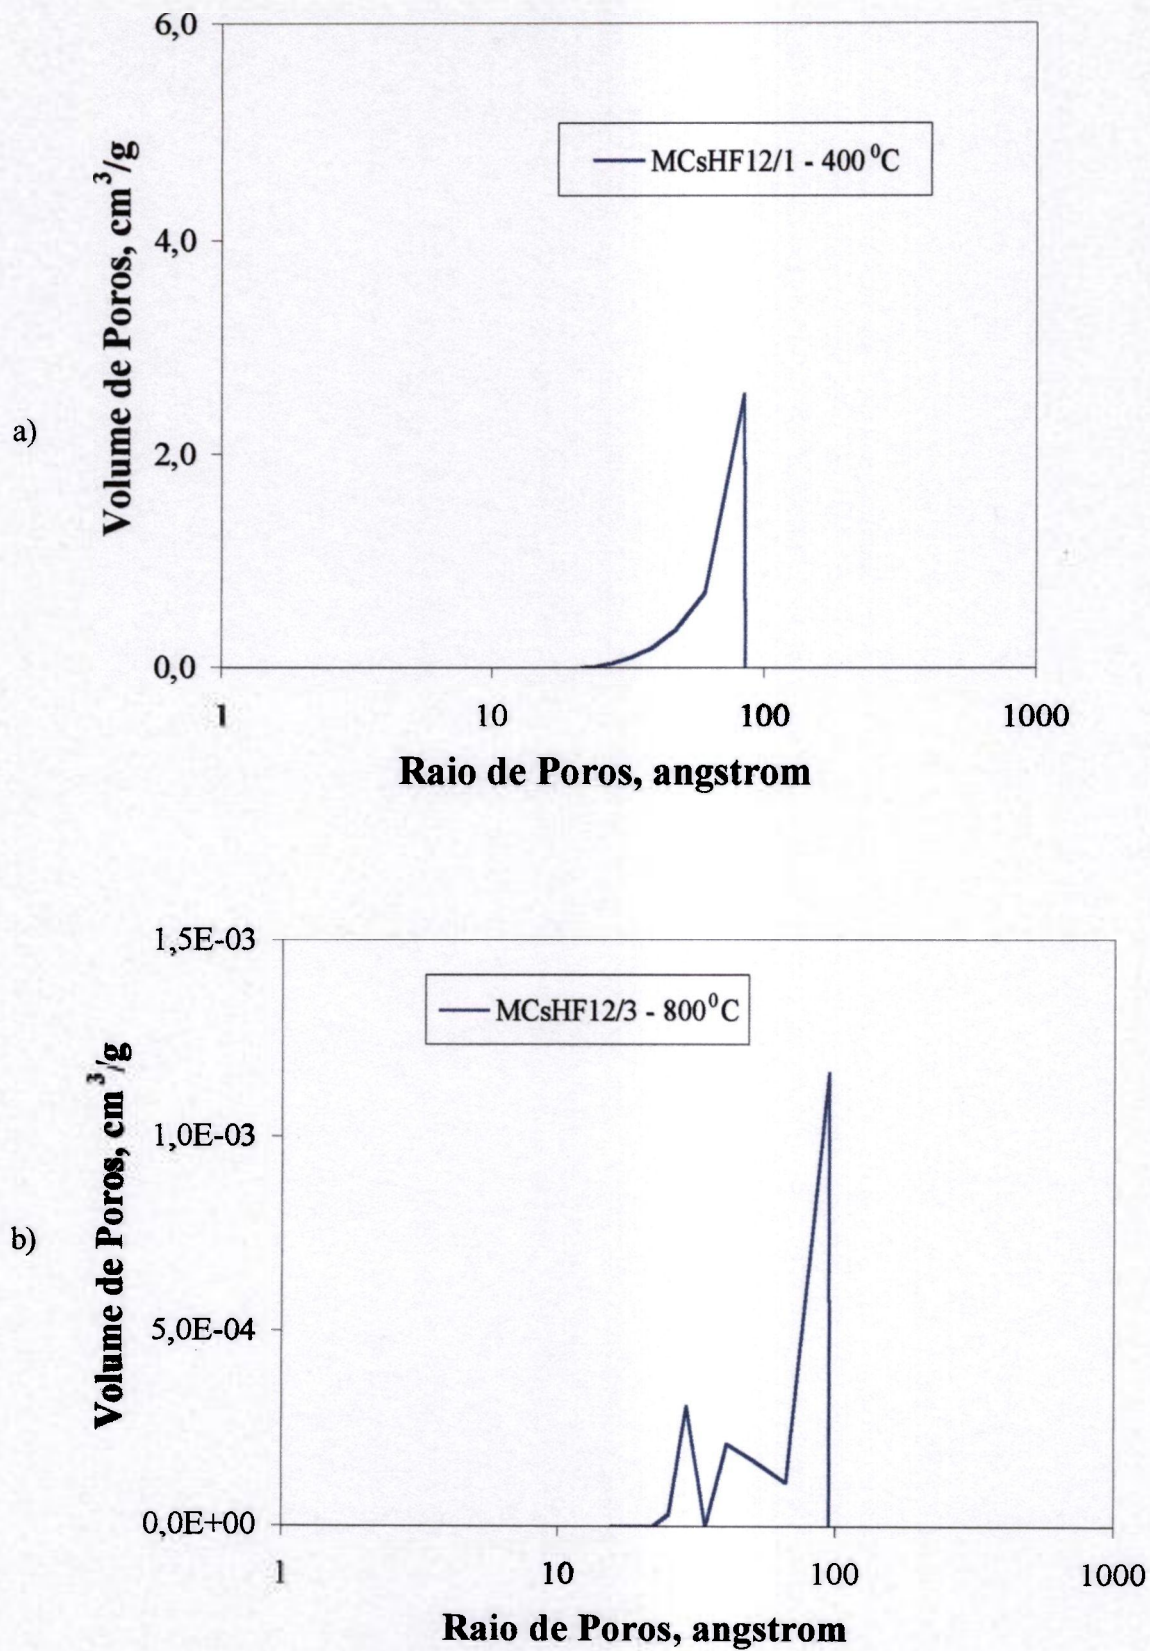 6,0
MCsHF12/1 - 400 ⁰C
4,0
Volume de Poros, cm³/g
a)
2,0
0,0
1 10 100 1000
Raio de Poros, angstrom
1,5E-03
MCsHF12/3 - 800⁰C
1,0E-03
Volume de Poros, cm³/g
b)
5,0E-04
0,0E+00
1 10 100 1000
Raio de Poros, angstrom